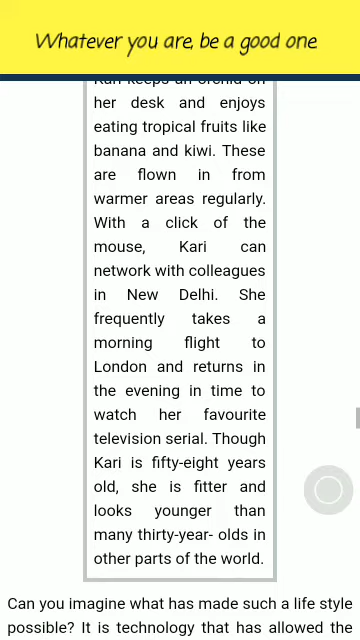 Whatever you are, be a good one
Kari keeps an orchid on
her desk and enjoys
eating tropical fruits like
banana and kiwi. These
are flown in from
warmer areas regularly.
With a click of the
mouse, Kari can
network with colleagues
in New Delhi. She
frequently takes a
morning flight to
London and returns in
the evening in time to
watch her favourite
television serial. Though
Kari is fifty-eight years
old, she is fitter and
looks younger than
many thirty-year- olds in
other parts of the world.
Can you imagine what has made such a life style
possible? It is technology that has allowed the